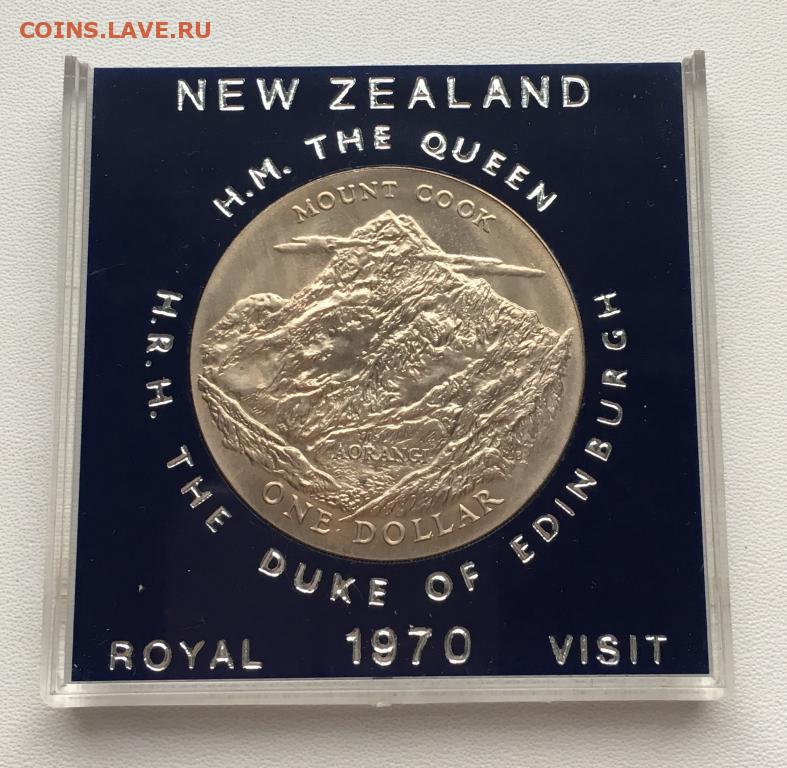 COINS.LAVE.RU
NEW ZEALAND
H.M. THE QUEEN
MOUNT COOK
AORANGI
ONE DOLLAR
H.R.H. THE DUKE OF EDINBURGH
ROYAL 1970 VISIT